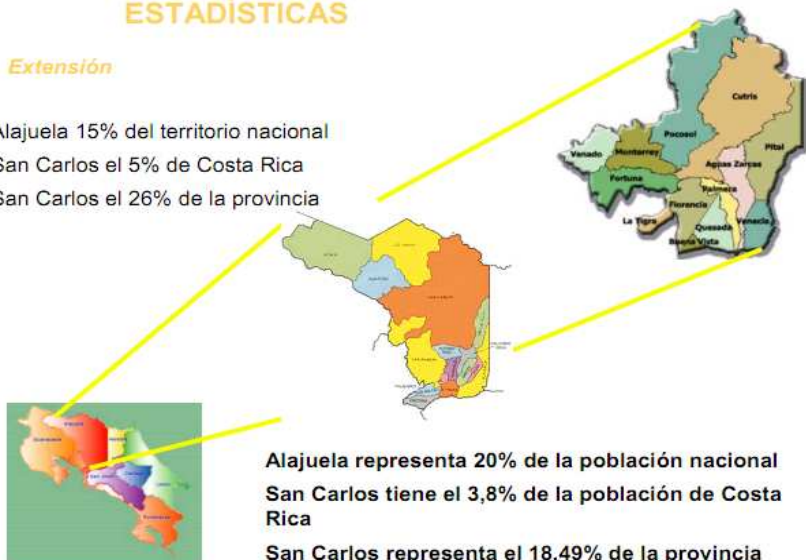 ESTADÍSTICAS
Extensión
Alajuela 15% del territorio nacional
San Carlos el 5% de Costa Rica
San Carlos el 26% de la provincia
Cutris
Pocosol
Pital
Venado
Monterrey
Aguas Zarcas
Fortuna
Palmera
Florencia
La Tigra
Quesada
Venecia
Buena Vista
Alajuela representa 20% de la población nacional
San Carlos tiene el 3,8% de la población de Costa
Rica
San Carlos representa el 18,49% de la provincia